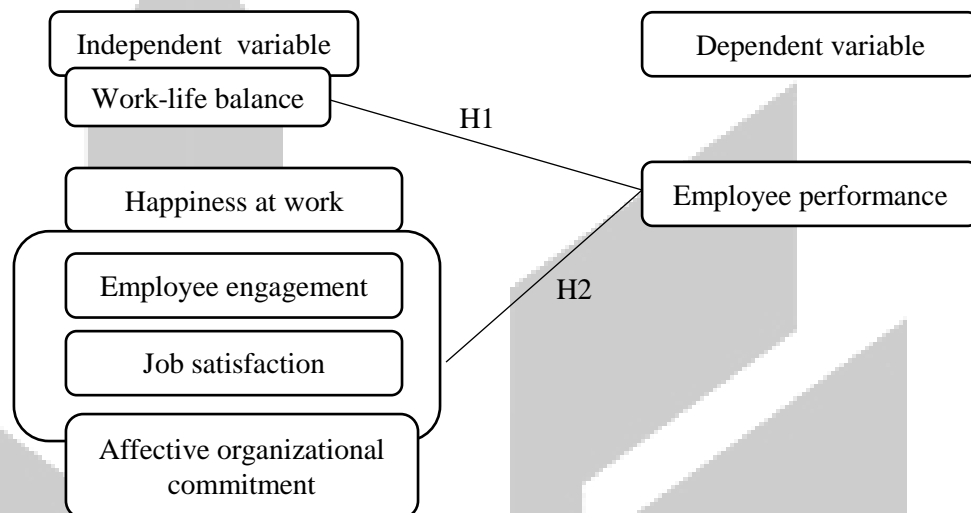 Independent variable
Dependent variable
Work-life balance
H1
Happiness at work
Employee performance
Employee engagement
H2
Job satisfaction
Affective organizational
commitment